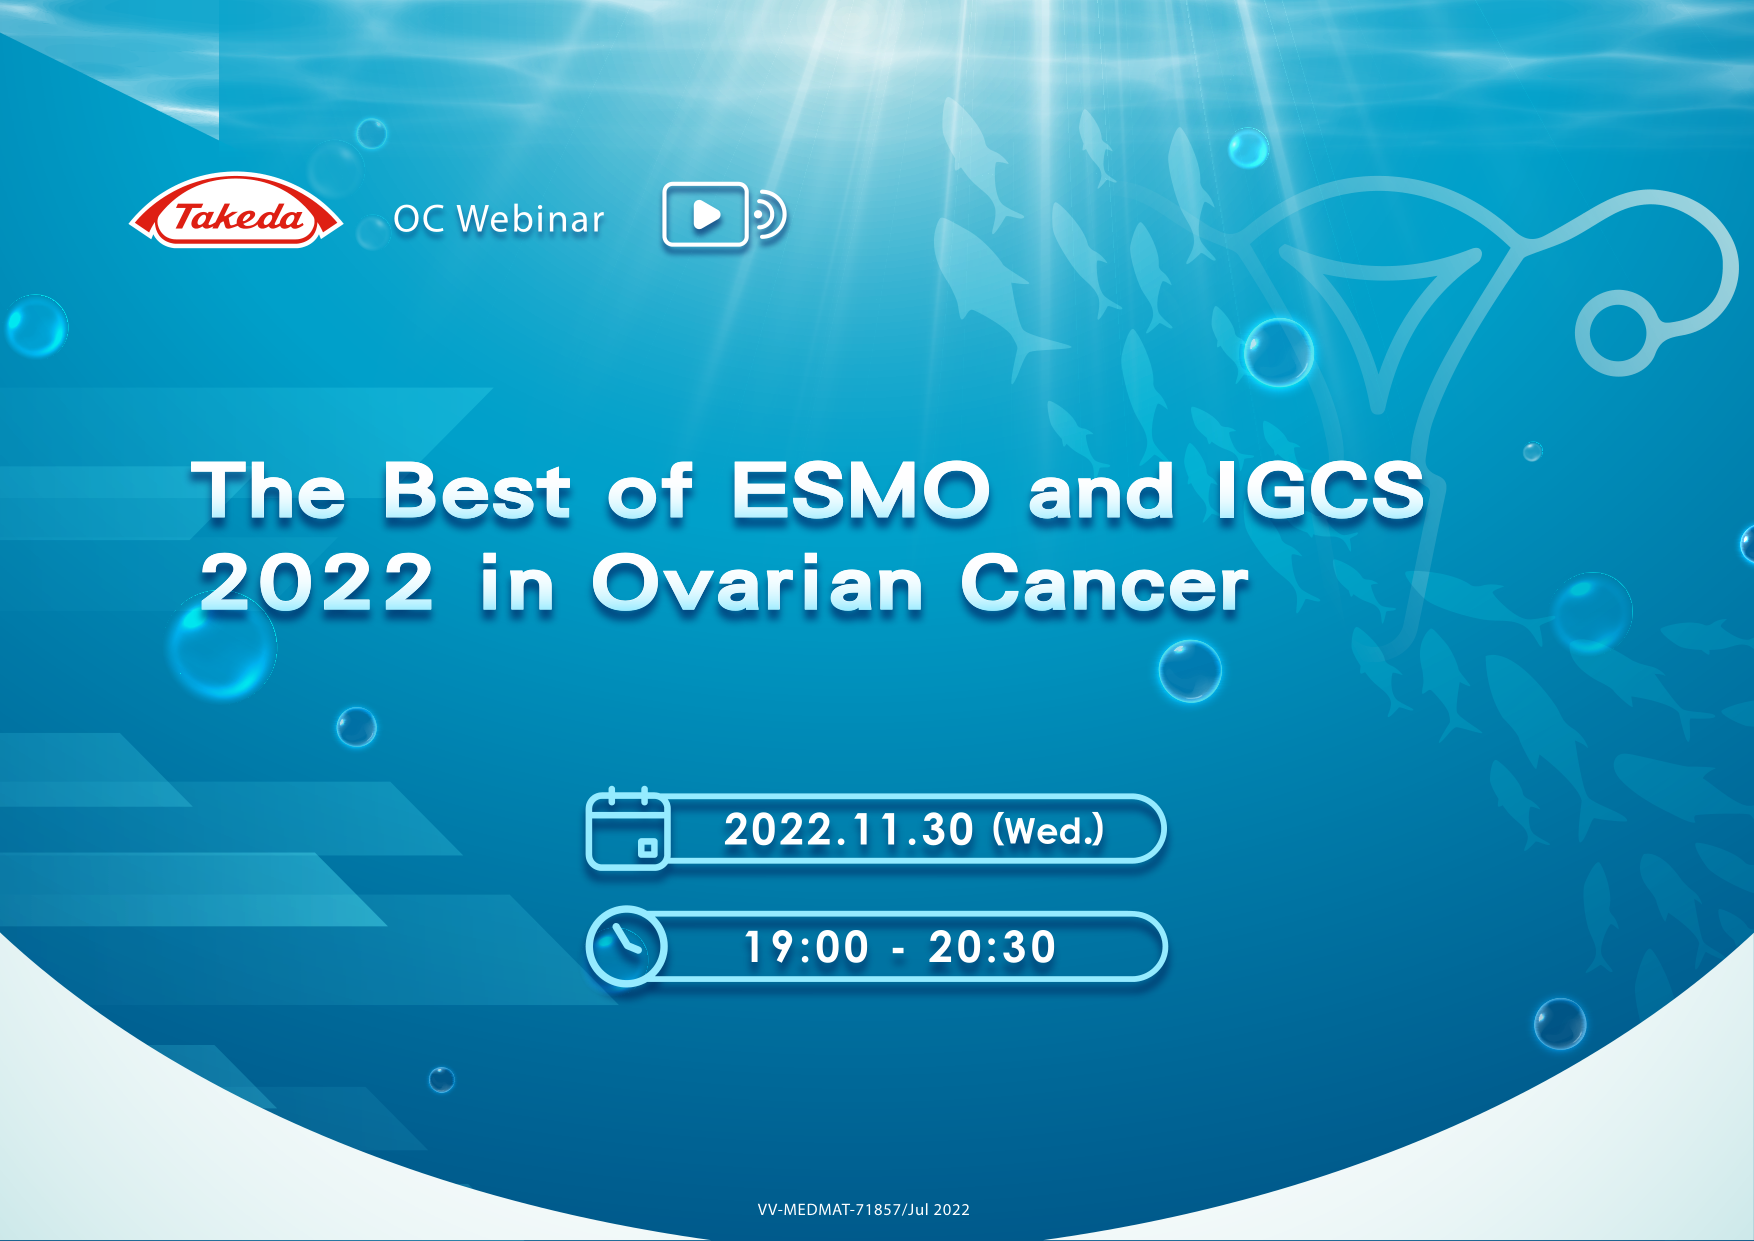 Takeda
OC Webinar
The Best of ESMO and IGCS
2022 in Ovarian Cancer
2022.11.30 (Wed.)
19:00 - 20:30
VV-MEDMAT-71857/Jul 2022